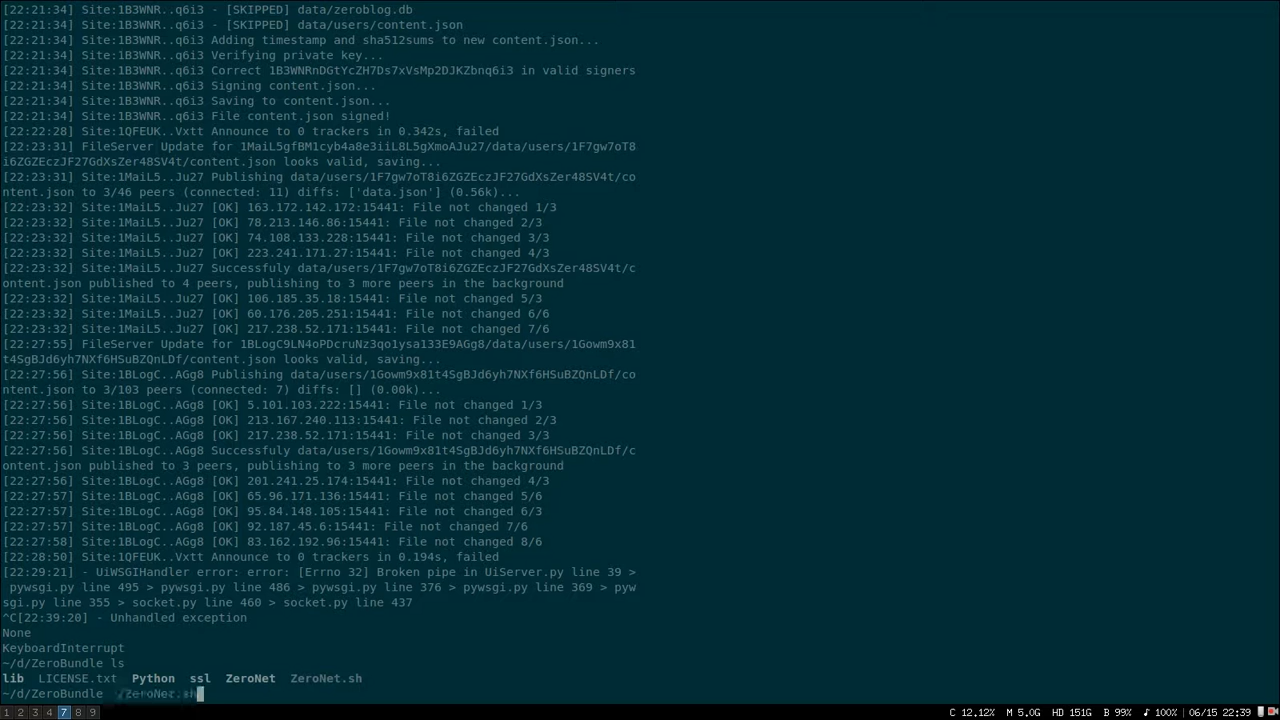 [22:21:34] Site:1B3WNR..q6i3 - [SKIPPED] data/zeroblog.db
[22:21:34] Site:1B3WNR..q6i3 - [SKIPPED] data/users/content.json
[22:21:34] Site:1B3WNR..q6i3 Adding timestamp and sha512sums to new content.json...
[22:21:34] Site:1B3WNR..q6i3 Verifying private key...
[22:21:34] Site:1B3WNR..q6i3 Correct 1B3WNRnDGtYcZH7Ds7xVsMp2DJKZbnq6i3 in valid signers
[22:21:34] Site:1B3WNR..q6i3 Signing content.json...
[22:21:34] Site:1B3WNR..q6i3 Saving to content.json...
[22:21:34] Site:1B3WNR..q6i3 File content.json signed!
[22:22:28] Site:1QFEUK..Vxtt Announce to 0 trackers in 0.342s, failed
[22:23:31] FileServer Update for 1MaiL5gfBM1cyb4a8e3iiL8L5gXmoAJu27/data/users/1F7gw7oT8
i6ZGZEczJF27GdXsZer48SV4t/content.json looks valid, saving...
[22:23:31] Site:1MaiL5..Ju27 Publishing data/users/1F7gw7oT8i6ZGZEczJF27GdXsZer48SV4t/co
ntent.json to 3/46 peers (connected: 11) diffs: ['data.json'] (0.56k)...
[22:23:32] Site:1MaiL5..Ju27 [OK] 163.172.142.172:15441: File not changed 1/3
[22:23:32] Site:1MaiL5..Ju27 [OK] 78.213.146.86:15441: File not changed 2/3
[22:23:32] Site:1MaiL5..Ju27 [OK] 74.108.133.228:15441: File not changed 3/3
[22:23:32] Site:1MaiL5..Ju27 [OK] 223.241.171.27:15441: File not changed 4/3
[22:23:32] Site:1MaiL5..Ju27 Successfuly data/users/1F7gw7oT8i6ZGZEczJF27GdXsZer48SV4t/c
ontent.json published to 4 peers, publishing to 3 more peers in the background
[22:23:32] Site:1MaiL5..Ju27 [OK] 106.185.35.18:15441: File not changed 5/3
[22:23:32] Site:1MaiL5..Ju27 [OK] 60.176.205.251:15441: File not changed 6/6
[22:23:32] Site:1MaiL5..Ju27 [OK] 217.238.52.171:15441: File not changed 7/6
[22:27:55] FileServer Update for 1BLogC9LN4oPDcruNz3qo1ysa133E9AGg8/data/users/1Gowm9x81
t4SgBJd6yh7NXf6HSuBZQnLDf/content.json looks valid, saving...
[22:27:56] Site:1BLogC..AGg8 Publishing data/users/1Gowm9x81t4SgBJd6yh7NXf6HSuBZQnLDf/co
ntent.json to 3/103 peers (connected: 7) diffs: [] (0.00k)...
[22:27:56] Site:1BLogC..AGg8 [OK] 5.101.103.222:15441: File not changed 1/3
[22:27:56] Site:1BLogC..AGg8 [OK] 213.167.240.113:15441: File not changed 2/3
[22:27:56] Site:1BLogC..AGg8 [OK] 217.238.52.171:15441: File not changed 3/3
[22:27:56] Site:1BLogC..AGg8 Successfuly data/users/1Gowm9x81t4SgBJd6yh7NXf6HSuBZQnLDf/c
ontent.json published to 3 peers, publishing to 3 more peers in the background
[22:27:56] Site:1BLogC..AGg8 [OK] 201.241.25.174:15441: File not changed 4/3
[22:27:57] Site:1BLogC..AGg8 [OK] 65.96.171.136:15441: File not changed 5/6
[22:27:57] Site:1BLogC..AGg8 [OK] 95.84.148.105:15441: File not changed 6/3
[22:27:57] Site:1BLogC..AGg8 [OK] 92.187.45.6:15441: File not changed 7/6
[22:27:58] Site:1BLogC..AGg8 [OK] 83.162.192.96:15441: File not changed 8/6
[22:28:50] Site:1QFEUK..Vxtt Announce to 0 trackers in 0.194s, failed
[22:29:21] - UiWSGIHandler error: error: [Errno 32] Broken pipe in UiServer.py line 39 >
pywsgi.py line 495 > pywsgi.py line 486 > pywsgi.py line 376 > pywsgi.py line 369 > pyw
sgi.py line 355 > socket.py line 460 > socket.py line 437
^C[22:39:20] - Unhandled exception
None
KeyboardInterrupt
~/d/ZeroBundle ls
lib LICENSE.txt Python ssl ZeroNet ZeroNet.sh
~/d/ZeroBundle ./ZeroNet.sh
1 2 3 4 7 8 9 C 12.12% M 5.0G HD 151G B 99% ♪ 100% 06/15 22:39